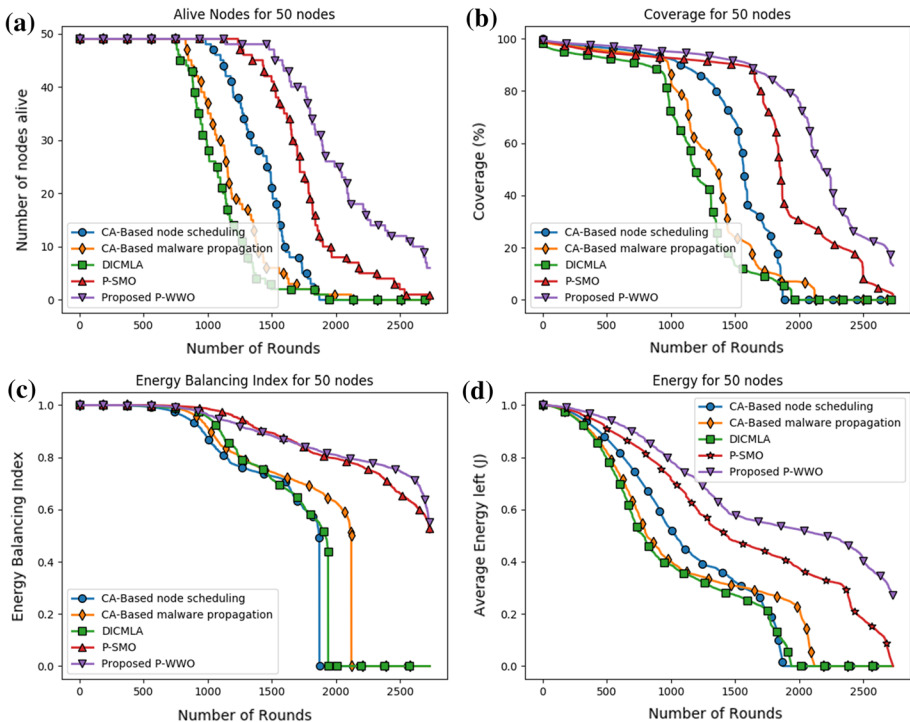 (a)
Alive Nodes for 50 nodes
50
40
30
20
10
0
Number of nodes alive
CA-Based node scheduling
CA-Based malware propagation
DICMLA
P-SMO
Proposed P-WWO
0 500 1000 1500 2000 2500
Number of Rounds
(b)
Coverage for 50 nodes
100
80
60
40
20
0
Coverage (%)
CA-Based node scheduling
CA-Based malware propagation
DICMLA
P-SMO
Proposed P-WWO
0 500 1000 1500 2000 2500
Number of Rounds
(c)
Energy Balancing Index for 50 nodes
1.0
0.8
0.6
0.4
0.2
0.0
Energy Balancing Index
CA-Based node scheduling
CA-Based malware propagation
DICMLA
P-SMO
Proposed P-WWO
0 500 1000 1500 2000 2500
Number of Rounds
(d)
Energy for 50 nodes
1.0
0.8
0.6
0.4
0.2
0.0
Average Energy left (J)
CA-Based node scheduling
CA-Based malware propagation
DICMLA
P-SMO
Proposed P-WWO
0 500 1000 1500 2000 2500
Number of Rounds